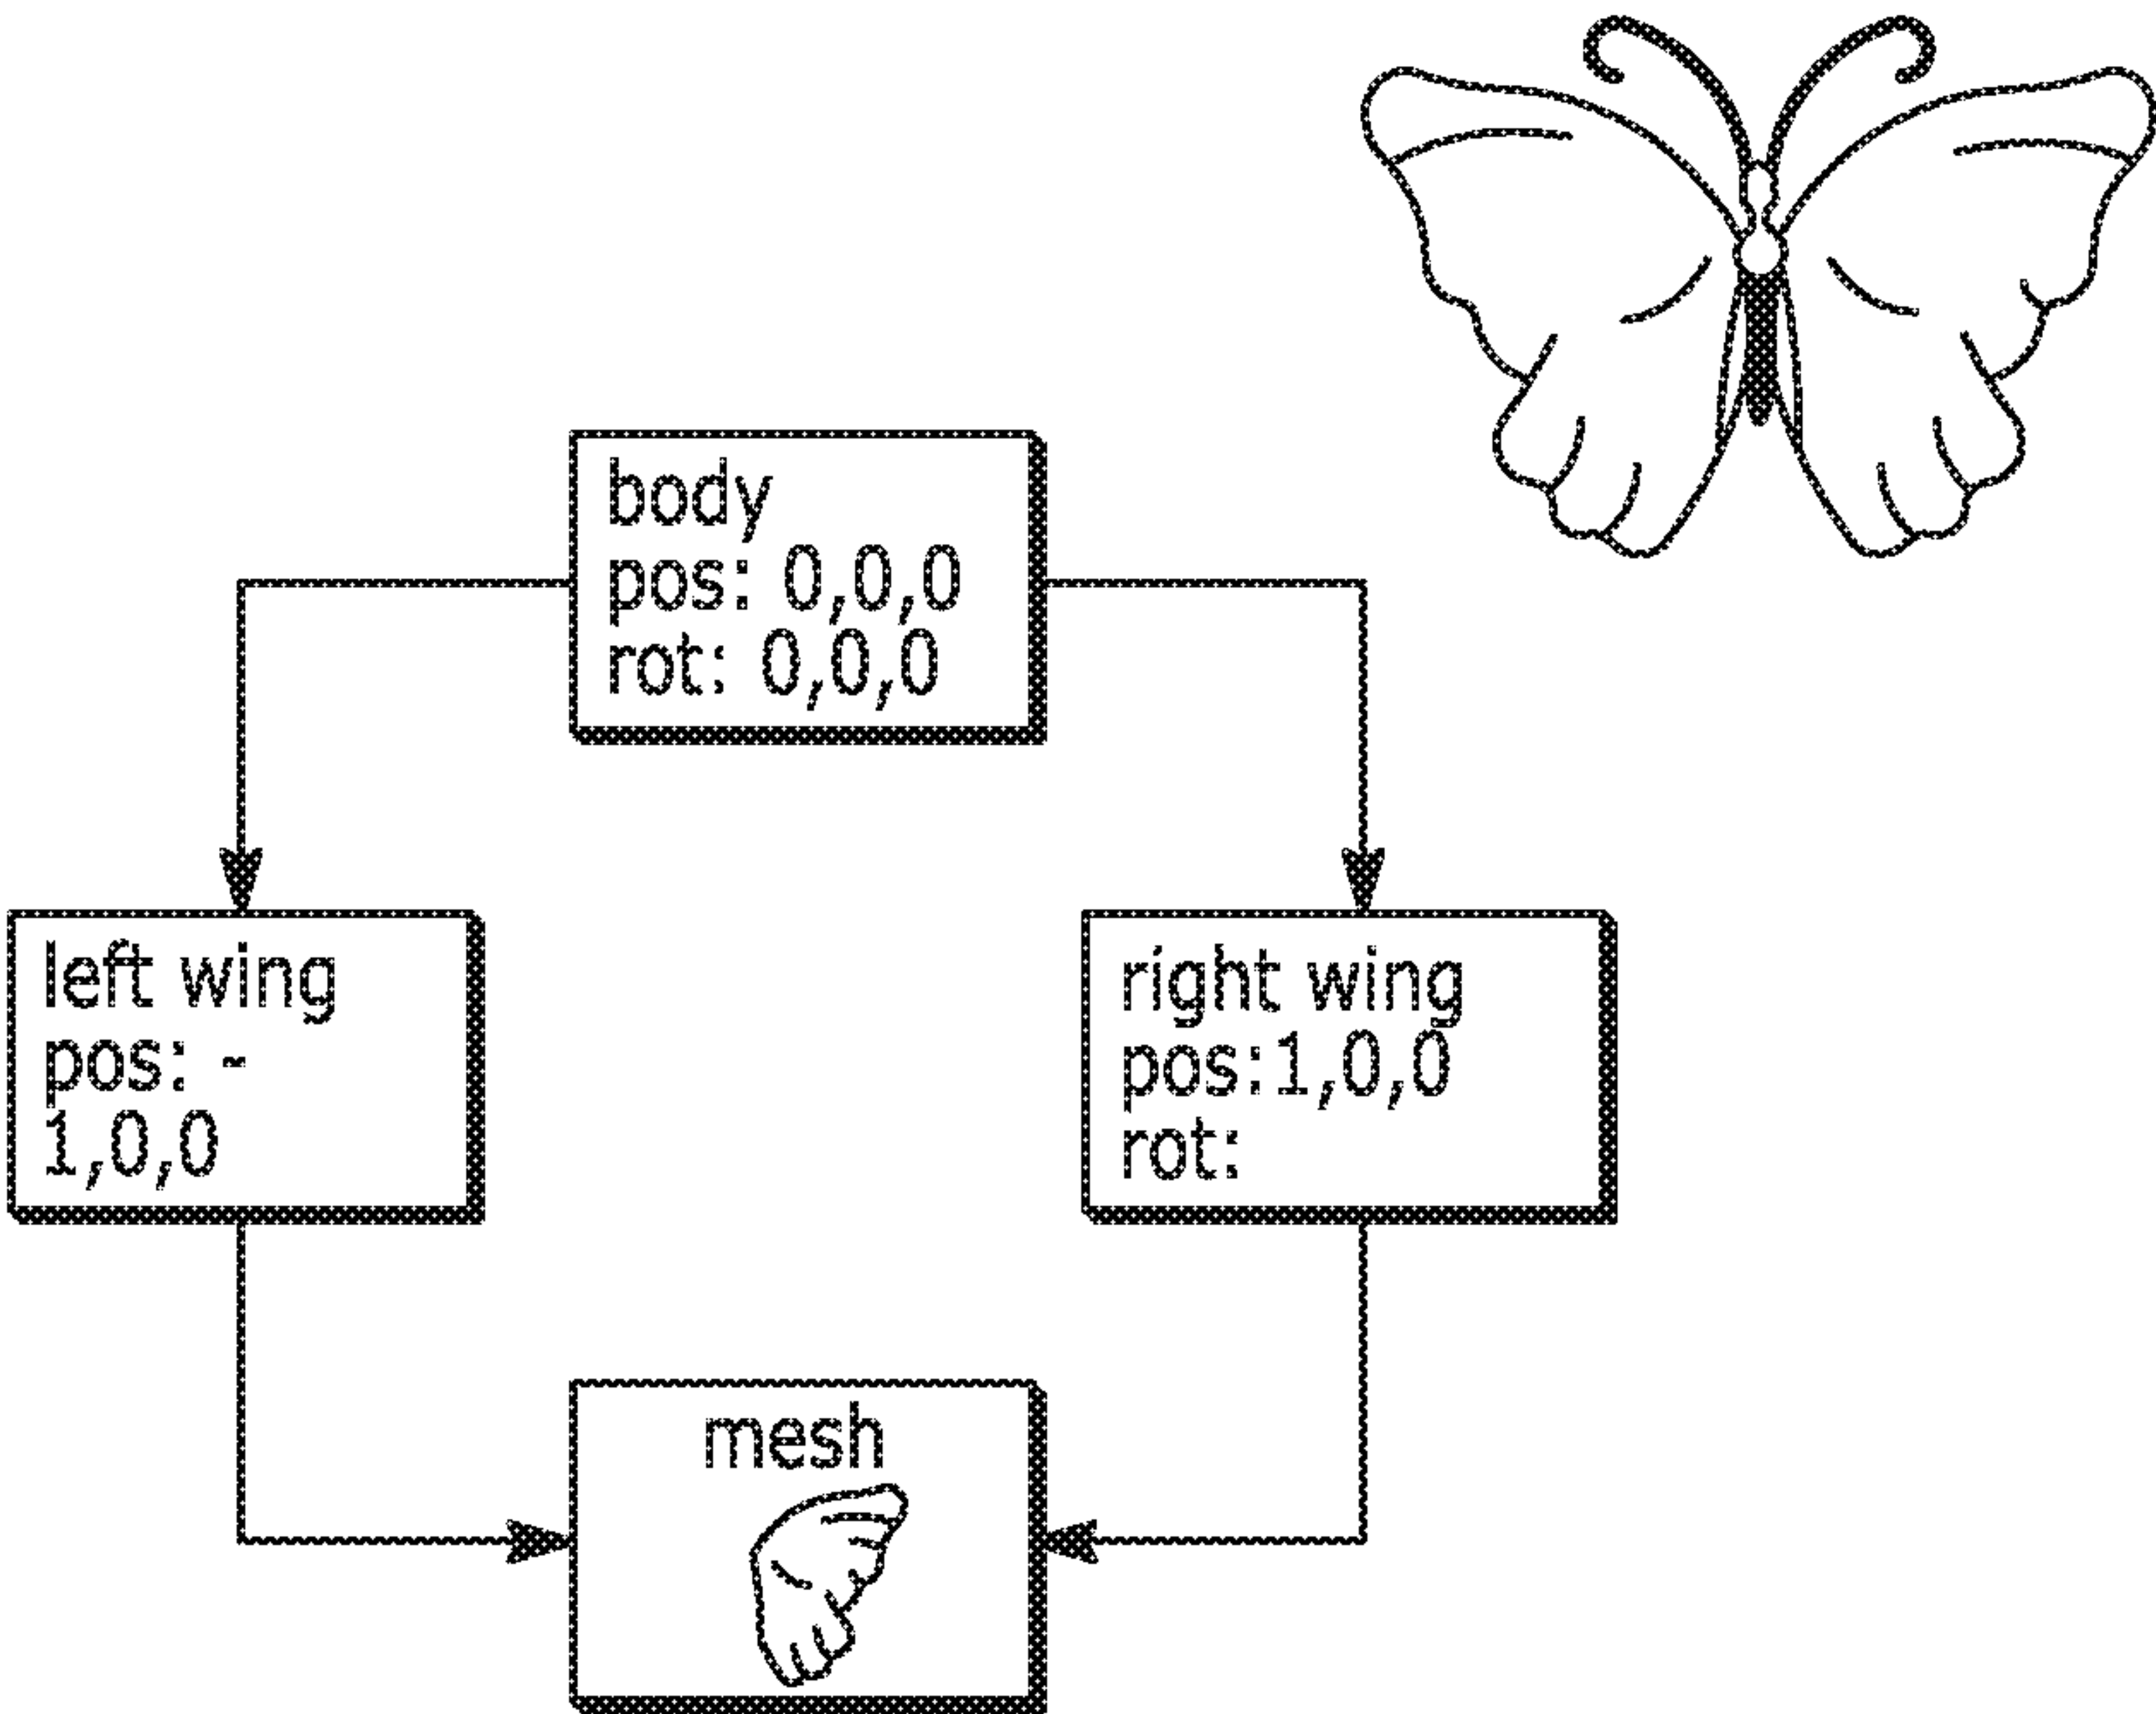 body
pos: 0,0,0
rot: 0,0,0
left wing
pos: -
1,0,0
right wing
pos:1,0,0
rot:
mesh